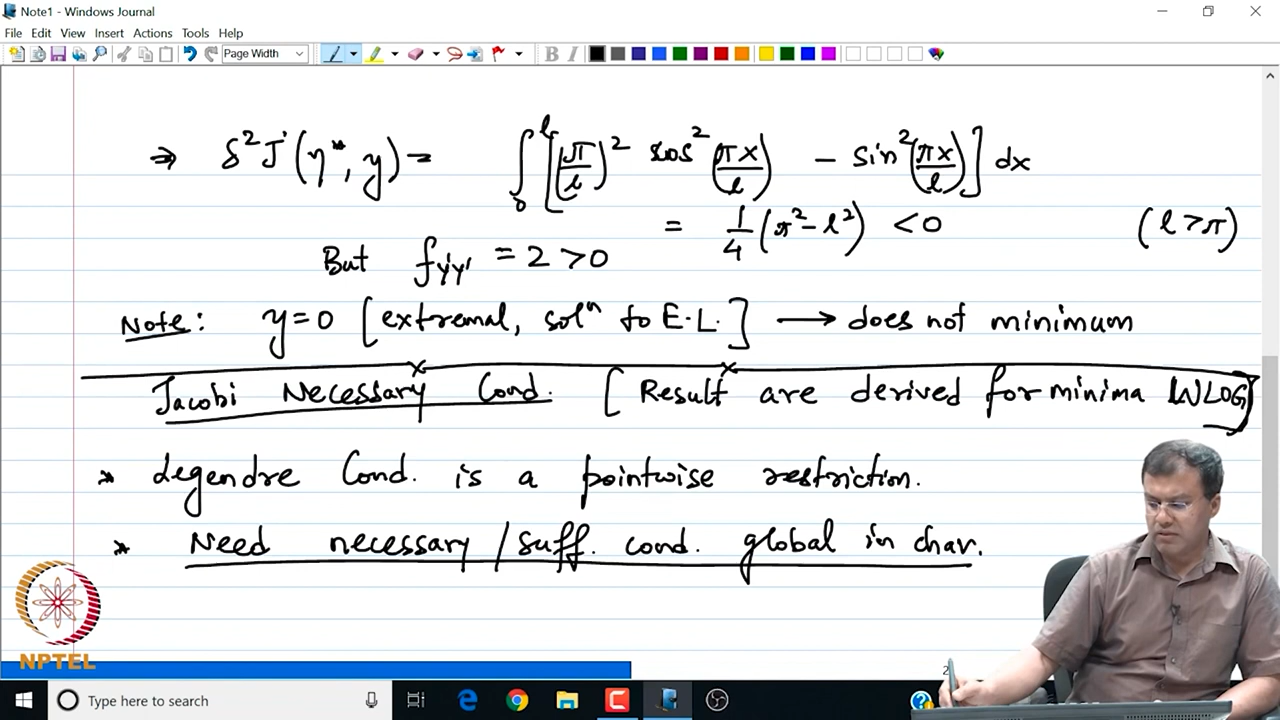 Note1 - Windows Journal
File Edit View Insert Actions Tools Help
Page Width
B I
⇒ δ²J(η*, y) = ∫₀ˡ [(π/l)² cos²(πx/l) − sin²(πx/l)] dx
= 1/4 (π² − l²) < 0 (l > π)
But f_y'y' = 2 > 0
Note: y=0 [extremal, solⁿ to E.L.] → does not minimum
Jacobi Necessary Cond. [Result are derived for minima WLOG]
* Legendre Cond. is a pointwise restriction.
* Need necessary/suff. cond. global in char.
NPTEL
2
Type here to search